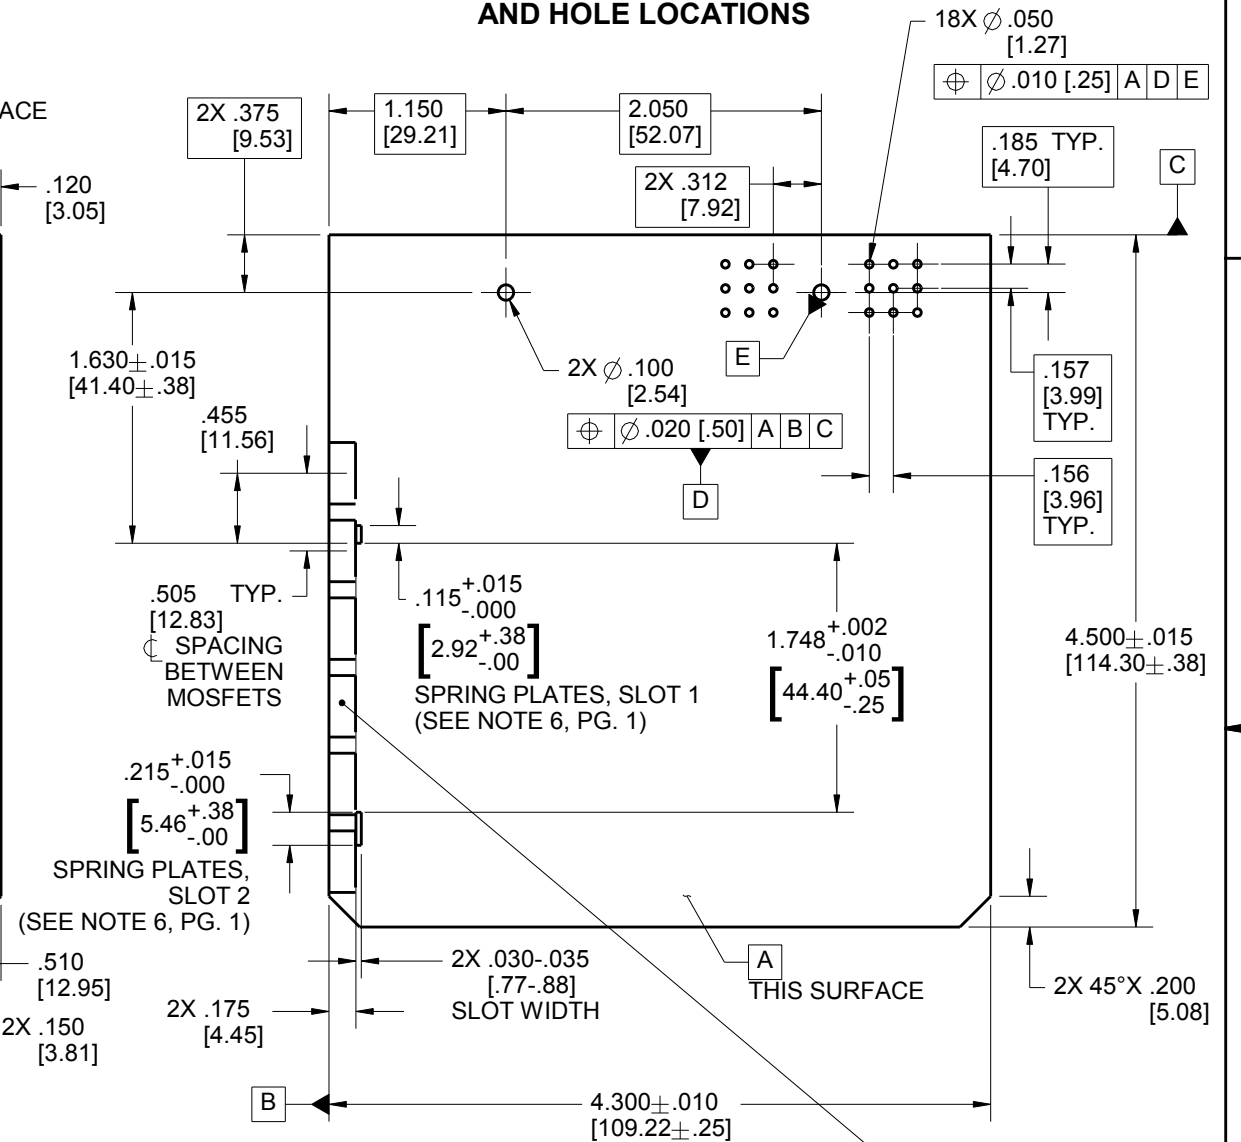 AND HOLE LOCATIONS
18X ⌀ .050
[1.27]
⌖ ⌀ .010 [.25] A D E
ACE
2X .375
[9.53]
1.150
[29.21]
2.050
[52.07]
.185 TYP.
[4.70]
C
.120
[3.05]
2X .312
[7.92]
1.630±.015
[41.40±.38]
E
2X ⌀ .100
[2.54]
⌖ ⌀ .020 [.50] A B C
D
.157
[3.99]
TYP.
.455
[11.56]
.156
[3.96]
TYP.
.505 TYP.
[12.83]
℄ SPACING
BETWEEN
MOSFETS
.115 +.015
-.000
[2.92 +.38
-.00]
SPRING PLATES, SLOT 1
(SEE NOTE 6, PG. 1)
1.748 +.002
-.010
[44.40 +.05
-.25]
4.500±.015
[114.30±.38]
.215 +.015
-.000
[5.46 +.38
-.00]
SPRING PLATES,
SLOT 2
(SEE NOTE 6, PG. 1)
.510
[12.95]
2X .150
[3.81]
2X .175
[4.45]
2X .030-.035
[.77-.88]
SLOT WIDTH
A
THIS SURFACE
2X 45°X .200
[5.08]
B
4.300±.010
[109.22±.25]